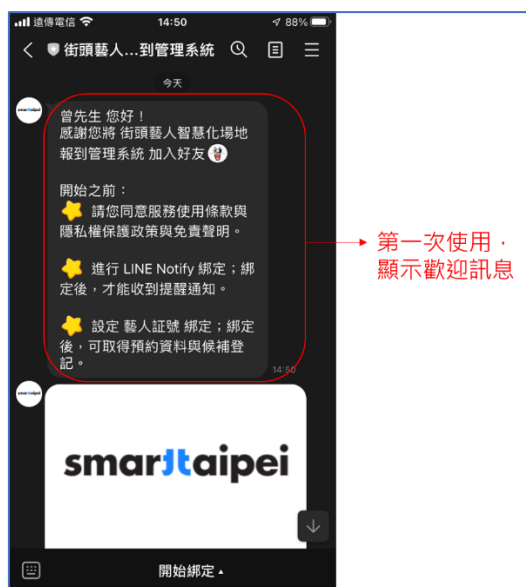 遠傳電信
14:50
88%
街頭藝人...到管理系統
今天
曾先生 您好！
感謝您將 街頭藝人智慧化場地
報到管理系統 加入好友
開始之前：
請您同意服務使用條款與
隱私權保護政策與免責聲明。
進行 LINE Notify 綁定；綁
定後，才能收到提醒通知。
設定 藝人証號 綁定；綁定
後，可取得預約資料與候補登
記。
14:50
第一次使用，
顯示歡迎訊息
smarttaipei
開始綁定